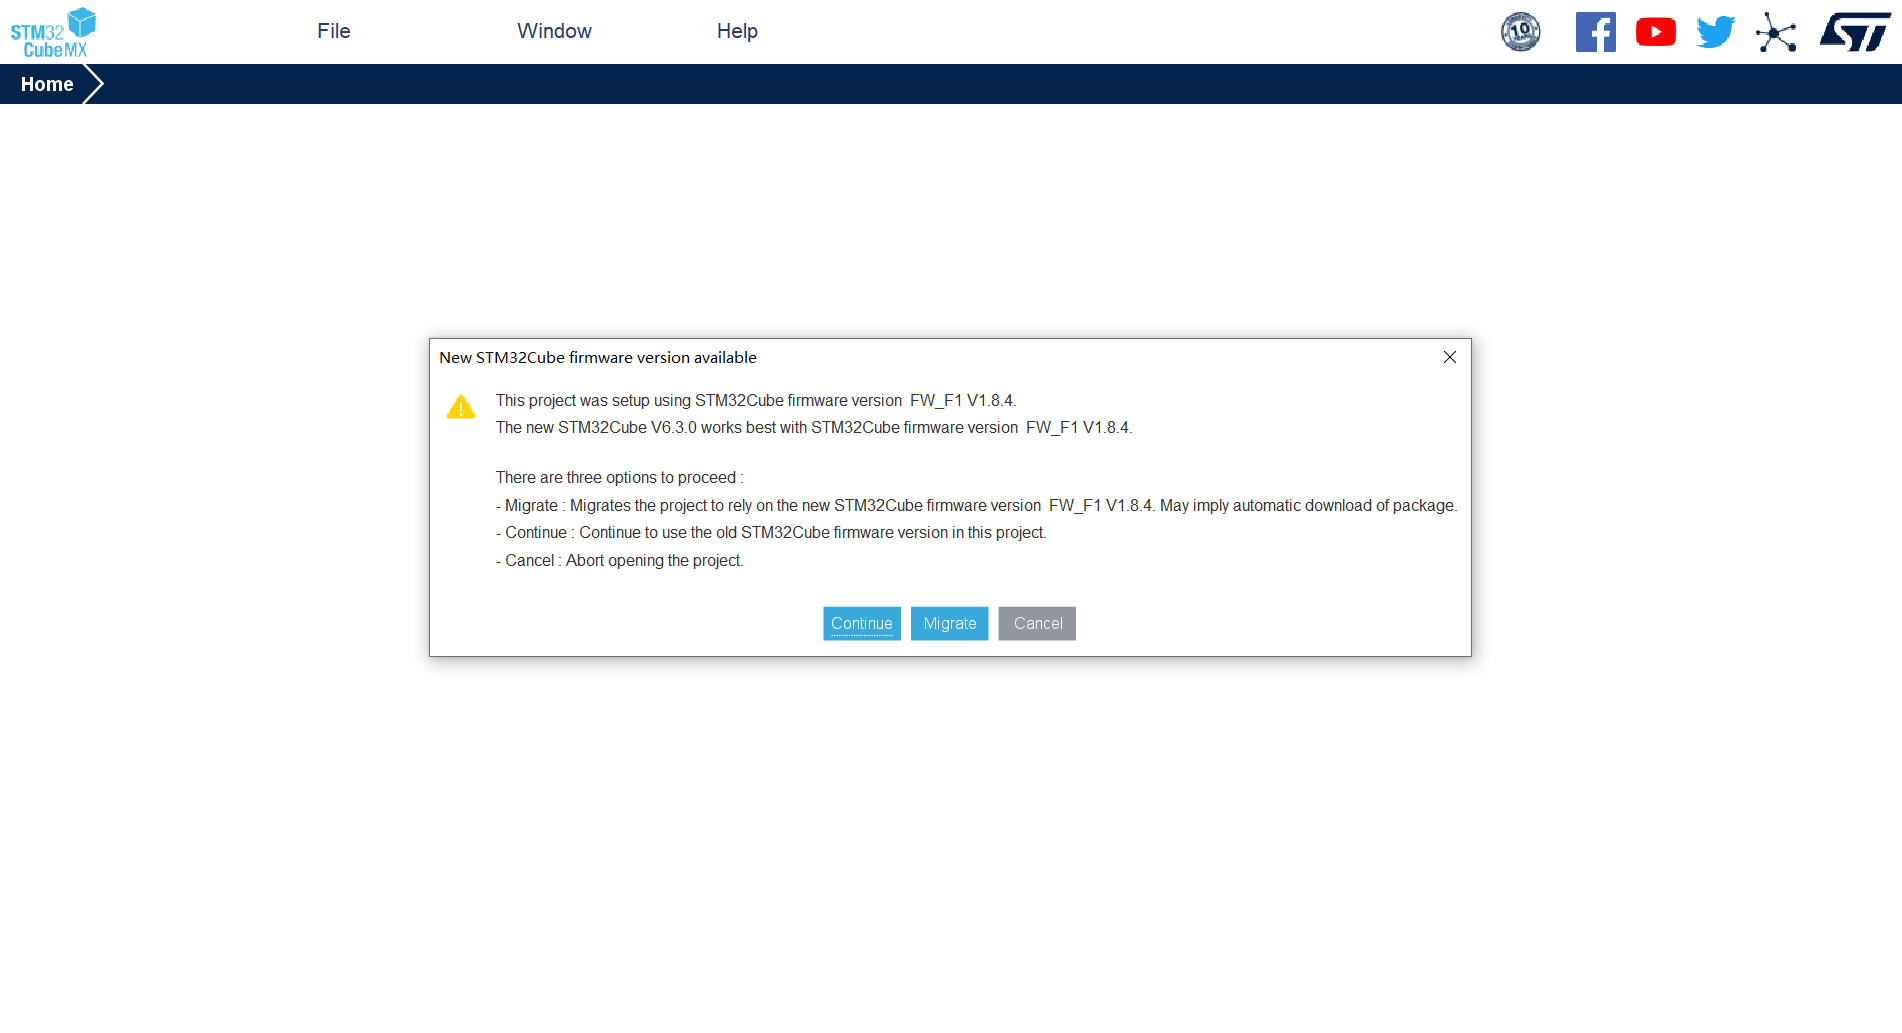 STM32
CubeMX
File
Window
Help
10
Home
New STM32Cube firmware version available
This project was setup using STM32Cube firmware version  FW_F1 V1.8.4.
The new STM32Cube V6.3.0 works best with STM32Cube firmware version  FW_F1 V1.8.4.
There are three options to proceed :
- Migrate : Migrates the project to rely on the new STM32Cube firmware version  FW_F1 V1.8.4. May imply automatic download of package.
- Continue : Continue to use the old STM32Cube firmware version in this project.
- Cancel : Abort opening the project.
Continue
Migrate
Cancel